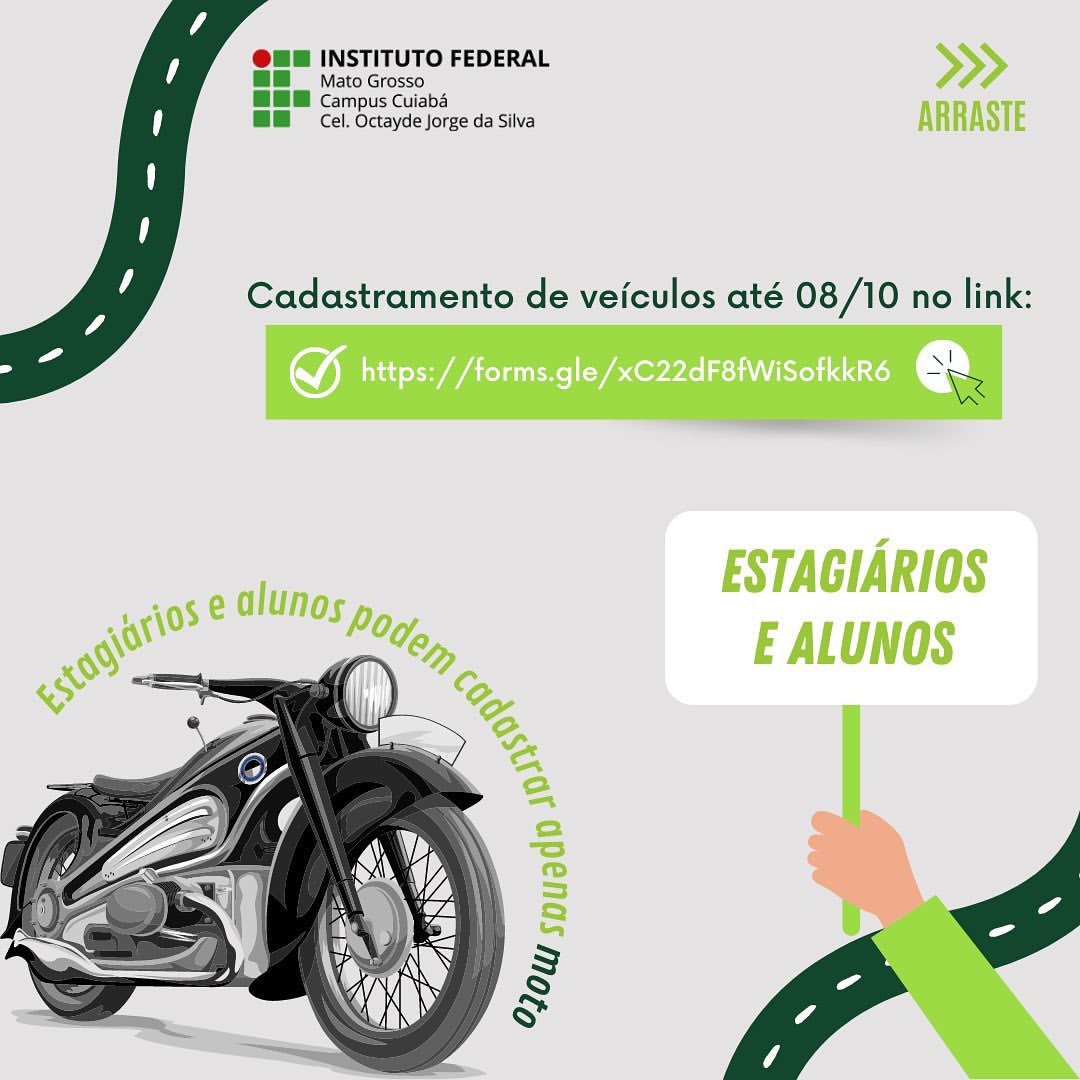 INSTITUTO FEDERAL
Mato Grosso
Campus Cuiabá
Cel. Octayde Jorge da Silva
ARRASTE
Cadastramento de veículos até 08/10 no link:
https://forms.gle/xC22dF8fWiSofkkR6
ESTAGIÁRIOS
E ALUNOS
Estagiários e alunos podem cadastrar apenas moto